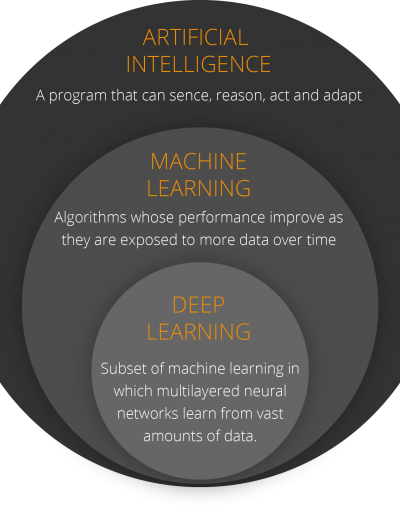 ARTIFICIAL
INTELLIGENCE
A program that can sence, reason, act and adapt
MACHINE
LEARNING
Algorithms whose performance improve as
they are exposed to more data over time
DEEP
LEARNING
Subset of machine learning in
which multilayered neural
networks learn from vast
amounts of data.